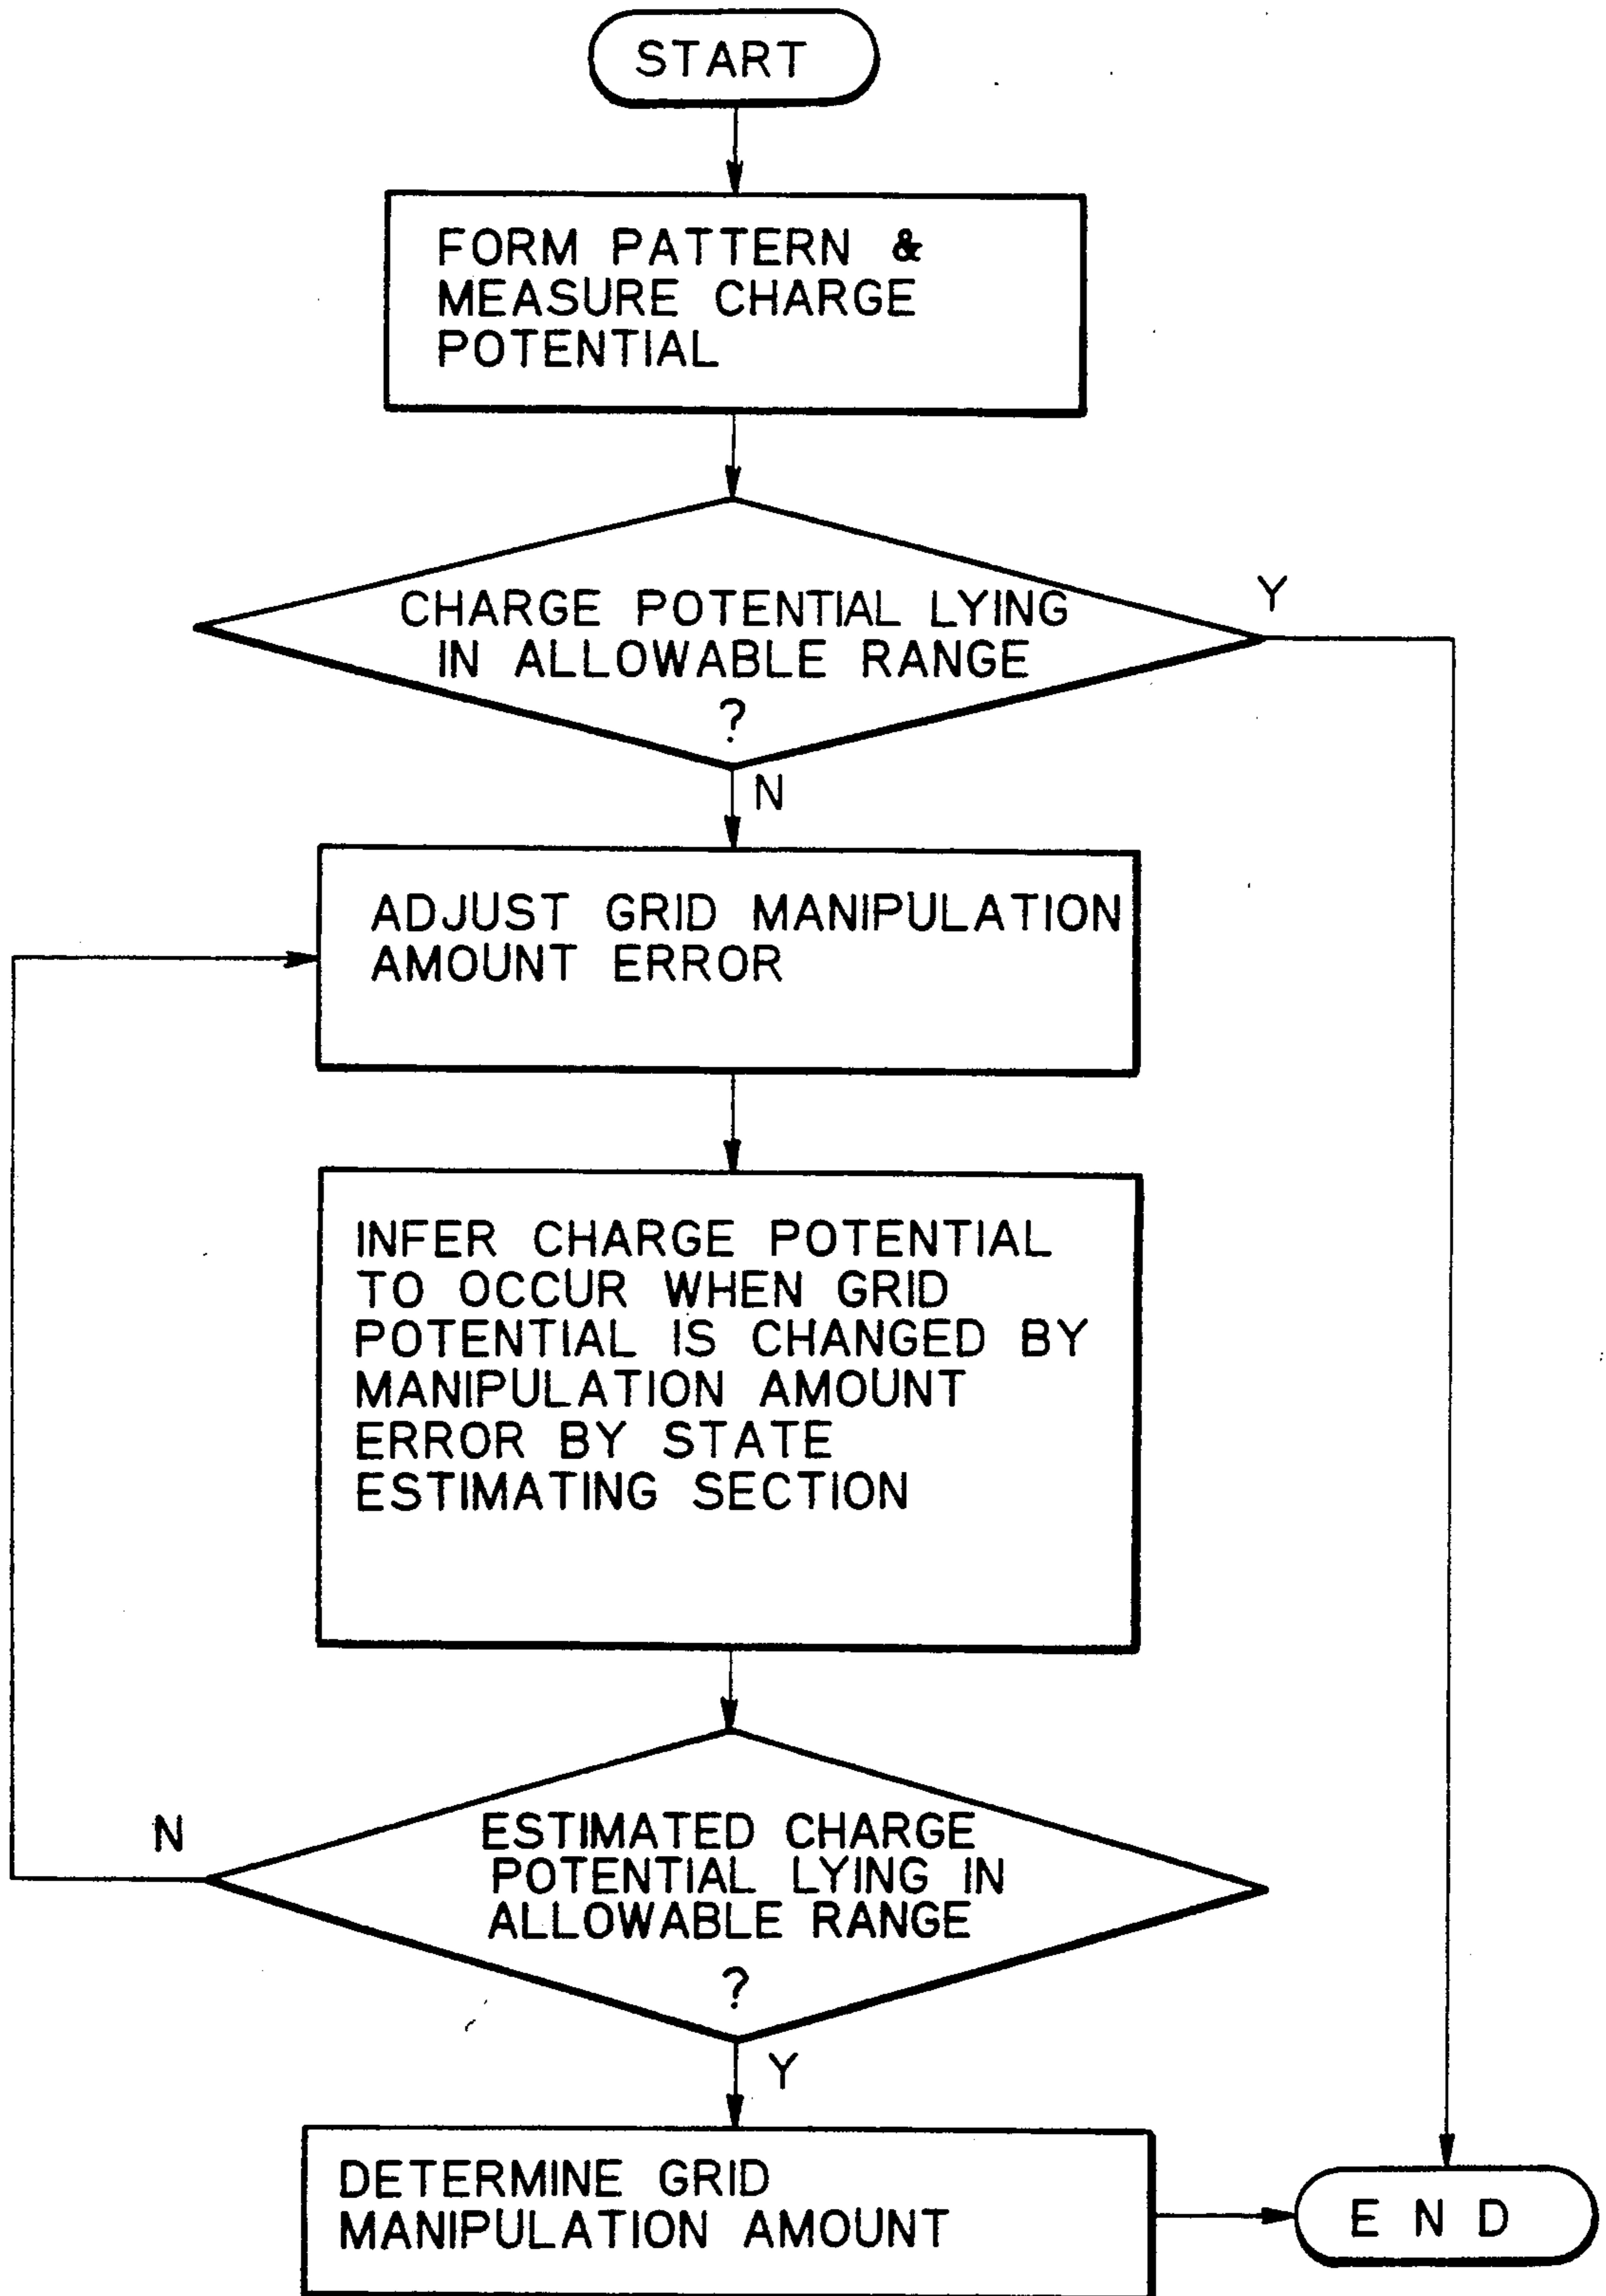 START
FORM PATTERN &
MEASURE CHARGE
POTENTIAL
CHARGE POTENTIAL LYING
IN ALLOWABLE RANGE
?
Y
N
ADJUST GRID MANIPULATION
AMOUNT ERROR
INFER CHARGE POTENTIAL
TO OCCUR WHEN GRID
POTENTIAL IS CHANGED BY
MANIPULATION AMOUNT
ERROR BY STATE
ESTIMATING SECTION
N
ESTIMATED CHARGE
POTENTIAL LYING IN
ALLOWABLE RANGE
?
Y
DETERMINE GRID
MANIPULATION AMOUNT
END